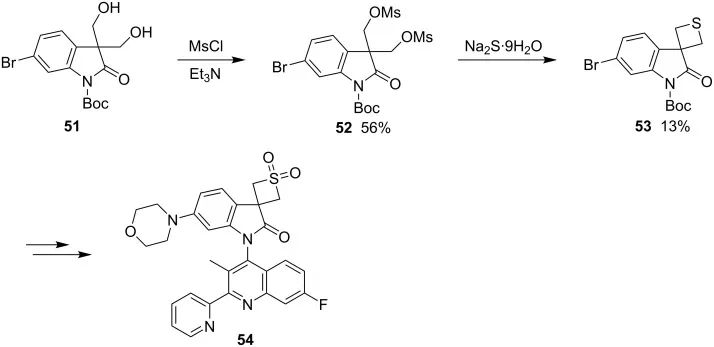 OH
OH
Br
N
O
Boc
51
MsCl
Et₃N
OMs
OMs
Br
N
O
Boc
52 56%
Na₂S·9H₂O
S
Br
N
O
Boc
53 13%
O
S
O
N
O
N
O
N
F
N
54